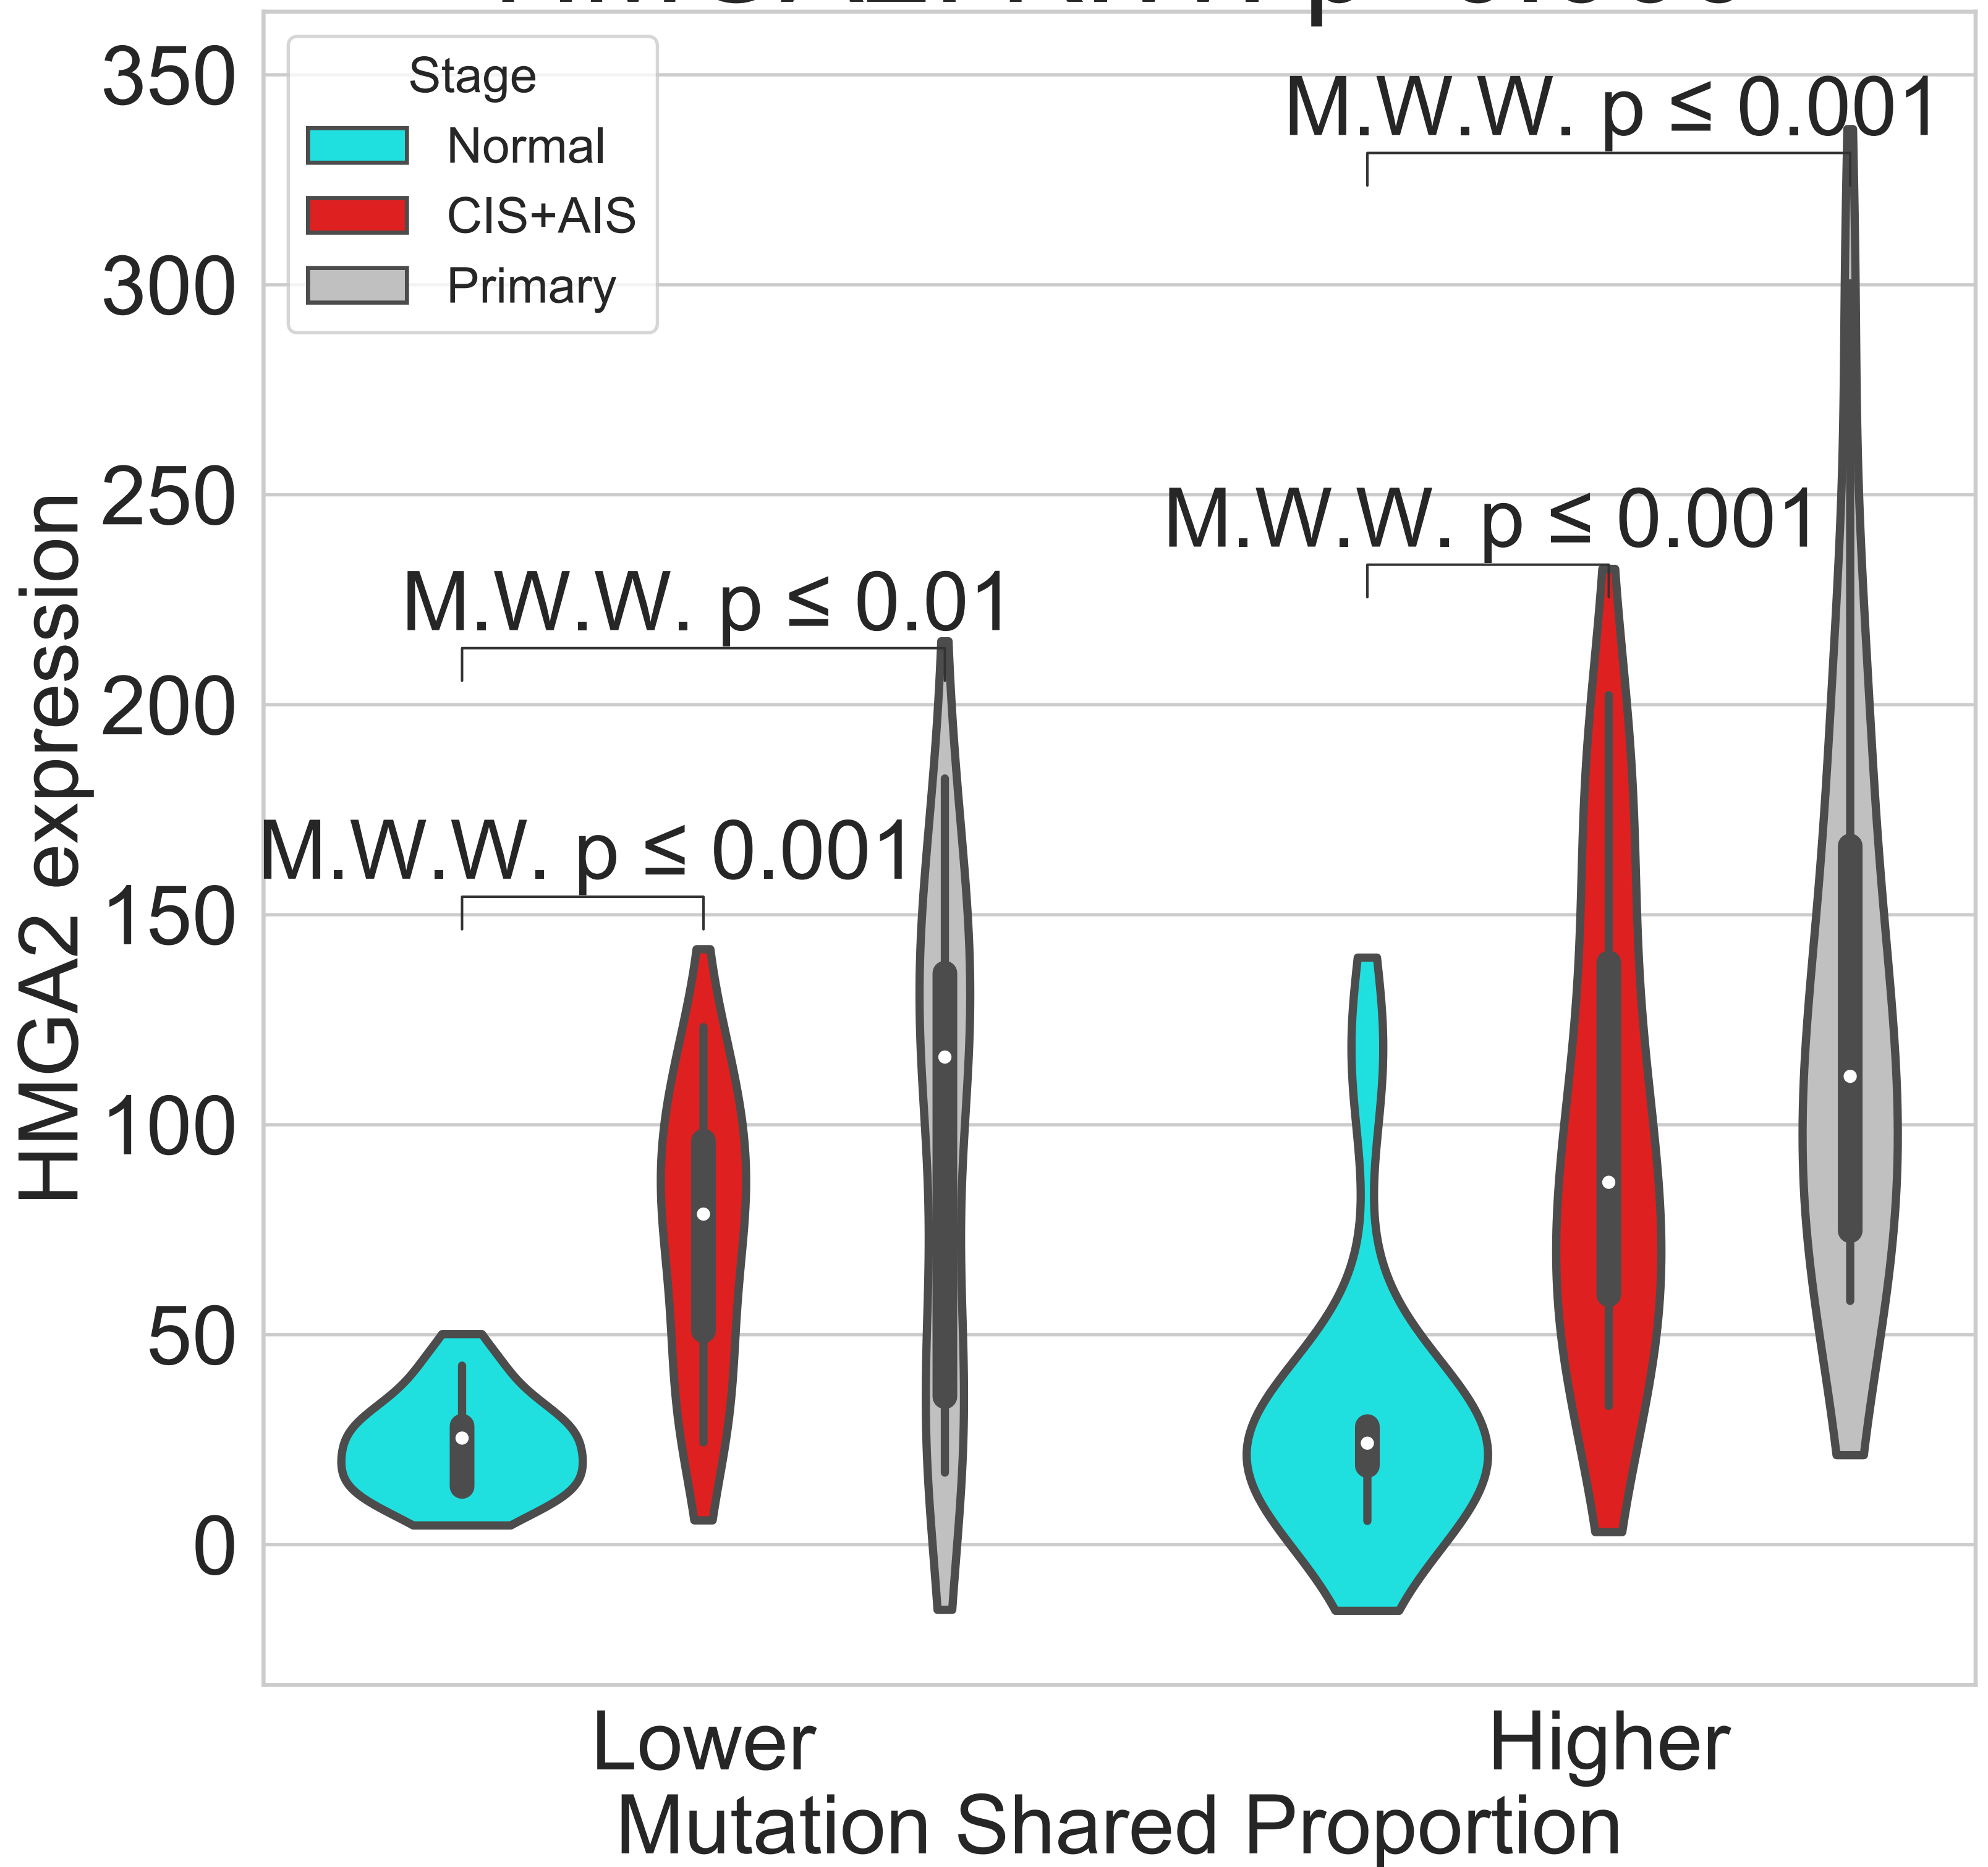 350
300
250
200
150
100
50
0
HMGA2 expression
Stage
Normal
CIS+AIS
Primary
M.W.W. p ≤ 0.001
M.W.W. p ≤ 0.001
M.W.W. p ≤ 0.01
M.W.W. p ≤ 0.001
Lower
Higher
Mutation Shared Proportion